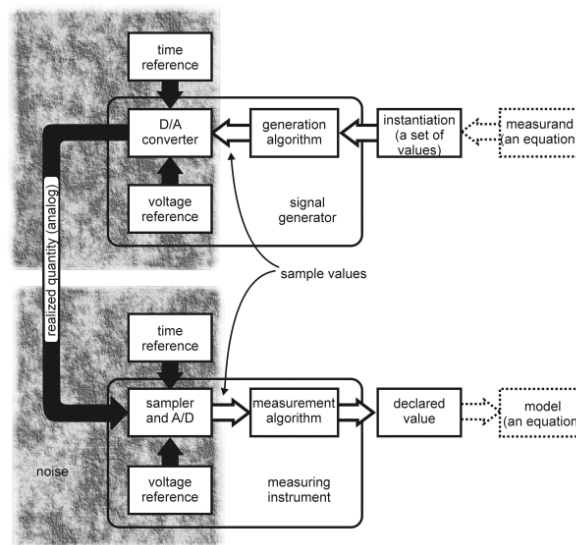 time
reference
D/A
converter
generation
algorithm
instantiation
(a set of
values)
measurand
(an equation)
voltage
reference
signal
generator
realized quantity (analog)
sample values
time
reference
sampler
and A/D
measurement
algorithm
declared
value
model
(an equation
noise
voltage
reference
measuring
instrument